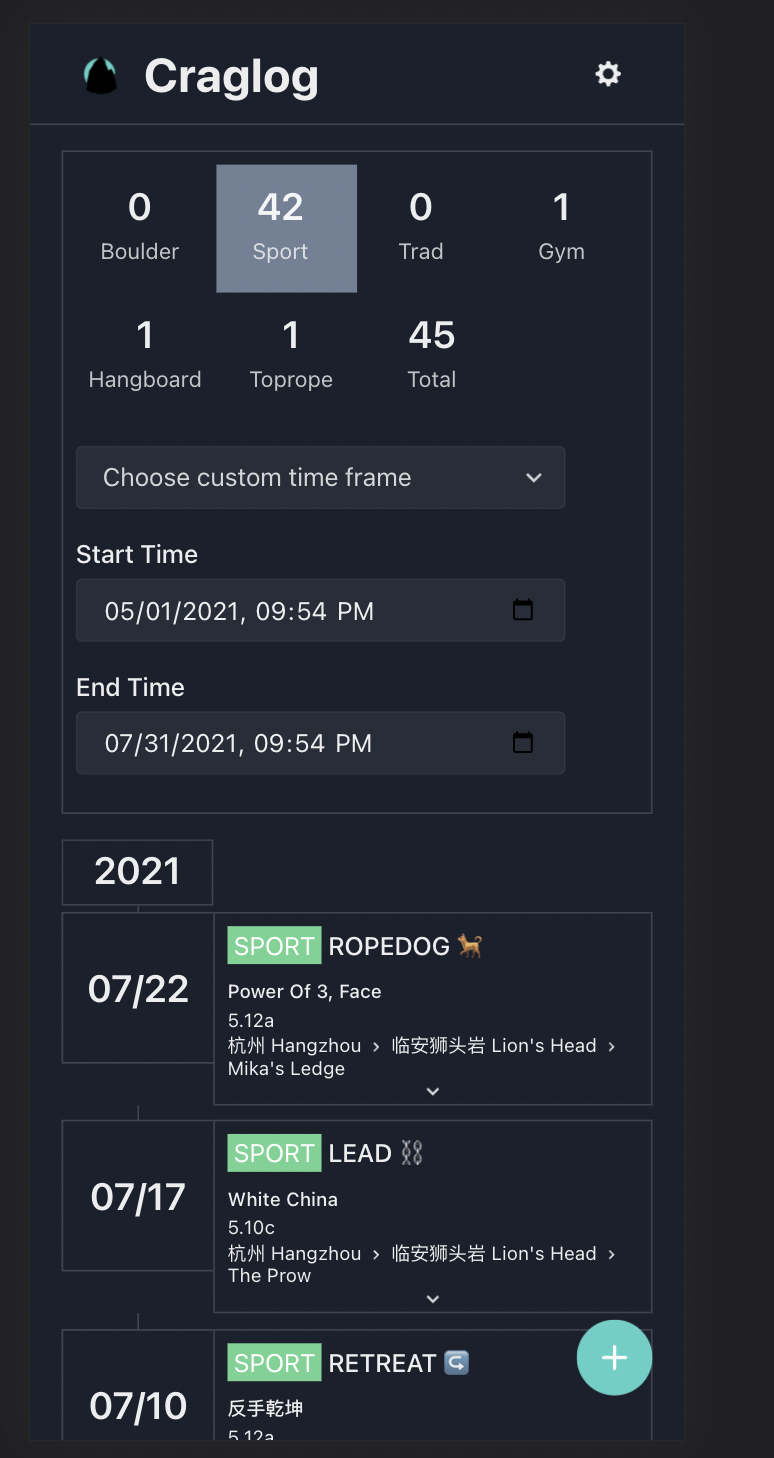 Craglog
0 42 0 1
Boulder Sport Trad Gym
1 1 45
Hangboard Toprope Total
Choose custom time frame
Start Time
05/01/2021, 09:54 PM
End Time
07/31/2021, 09:54 PM
2021
07/22
SPORT ROPEDOG 🐕
Power Of 3, Face
5.12a
杭州 Hangzhou › 临安狮头岩 Lion's Head ›
Mika's Ledge
07/17
SPORT LEAD ⛓
White China
5.10c
杭州 Hangzhou › 临安狮头岩 Lion's Head ›
The Prow
07/10
SPORT RETREAT ↪
反手乾坤
5.12a